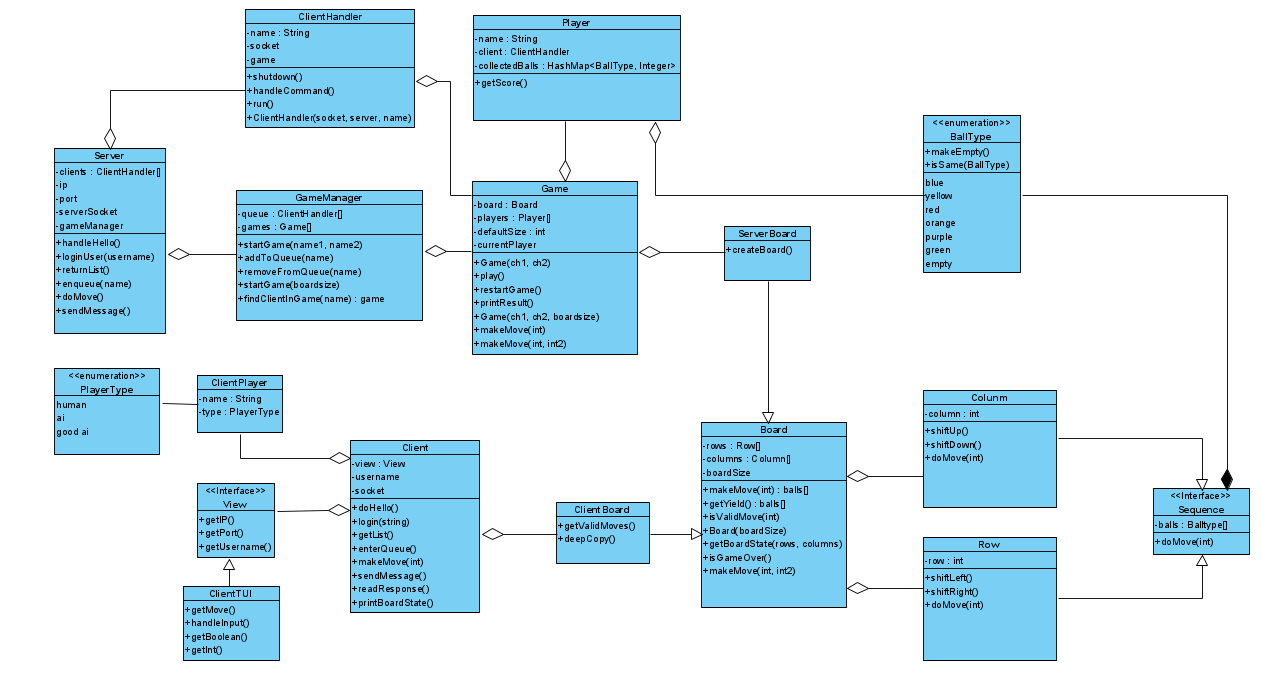 ClientHandler
-name : String
-socket
-game
+shutdown()
+handleCommand()
+run()
+ClientHandler(socket, server, name)
Player
-name : String
-client : ClientHandler
-collectedBalls : HashMap<BallType, Integer>
+getScore()
<<enumeration>>
BallType
+makeEmpty()
+isSame(BallType)
blue
yellow
red
orange
purple
green
empty
Server
-clients : ClientHandler[]
-ip
-port
-serverSocket
-gameManager
+handleHello()
+loginUser(username)
+returnList()
+enqueue(name)
+doMove()
+sendMessage()
GameManager
-queue : ClientHandler[]
-games : Game[]
+startGame(name1, name2)
+addToQueue(name)
+removeFromQueue(name)
+startGame(boardsize)
+findClientInGame(name) : game
Game
-board : Board
-players : Player[]
-defaultSize : int
-currentPlayer
+Game(ch1, ch2)
+play()
+restartGame()
+printResult()
+Game(ch1, ch2, boardsize)
+makeMove(int)
+makeMove(int, int2)
ServerBoard
+createBoard()
<<enumeration>>
PlayerType
human
ai
good ai
ClientPlayer
-name : String
-type : PlayerType
<<Interface>>
View
+getIP()
+getPort()
+getUsername()
ClientTUI
+getMove()
+handleInput()
+getBoolean()
+getInt()
Client
-view : View
-username
-socket
+doHello()
+login(string)
+getList()
+enterQueue()
+makeMove(int)
+sendMessage()
+readResponse()
+printBoardState()
ClientBoard
+getValidMoves()
+deepCopy()
Board
-rows : Row[]
-columns : Column[]
-boardSize
+makeMove(int) : balls[]
+getYield() : balls[]
+isValidMove(int)
+Board(boardSize)
+getBoardState(rows, columns)
+isGameOver()
+makeMove(int, int2)
Colunm
-column : int
+shiftUp()
+shiftDown()
+doMove(int)
Row
-row : int
+shiftLeft()
+shiftRight()
+doMove(int)
<<Interface>>
Sequence
-balls : Balltype[]
+doMove(int)